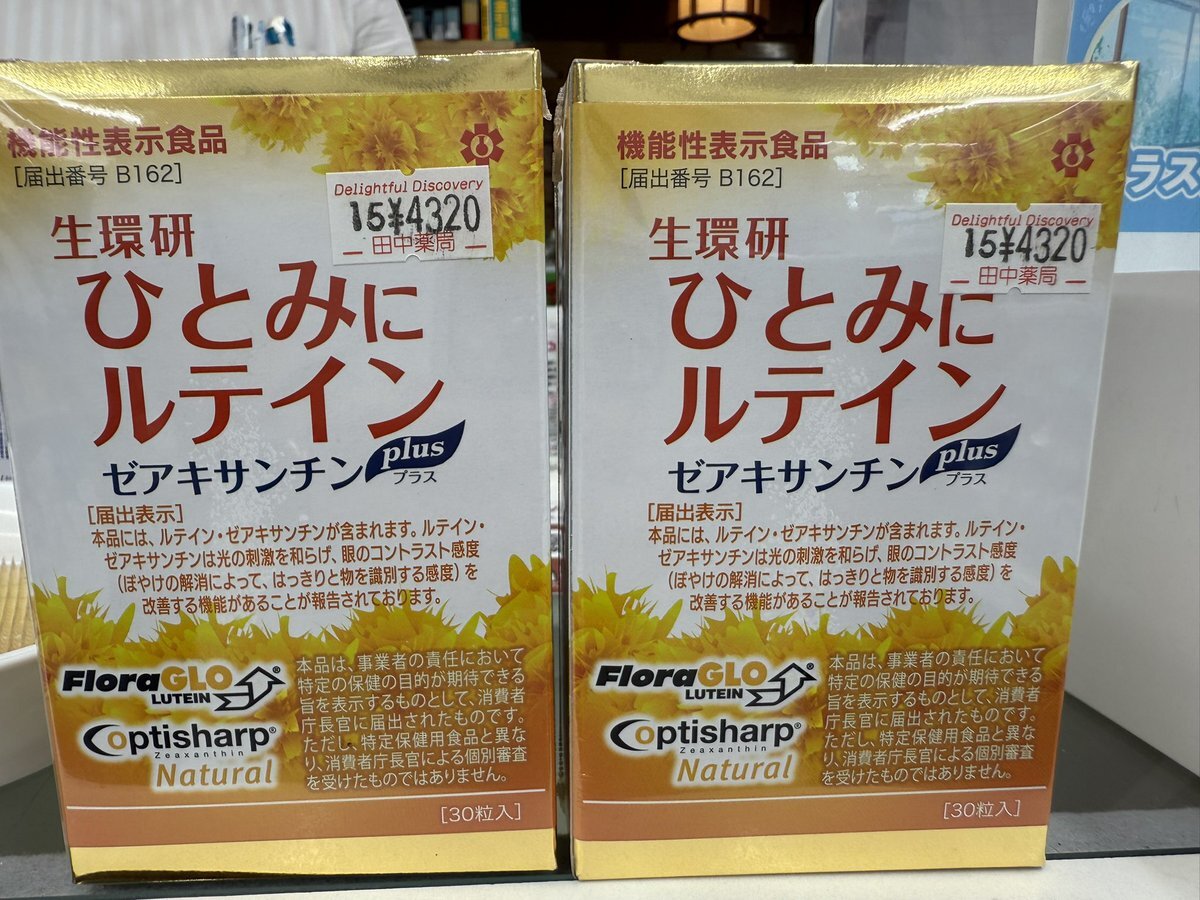 機能性表示食品
[届出番号 B162]
Delightful Discovery
15¥4320
田中薬局
生環研
ひとみに
ルテイン
ゼアキサンチン plus
プラス
[届出表示]
本品には、ルテイン・ゼアキサンチンが含まれます。ルテイン・
ゼアキサンチンは光の刺激を和らげ、眼のコントラスト感度
(ぼやけの解消によって、はっきりと物を識別する感度)を
改善する機能があることが報告されております。
FloraGLO®
LUTEIN
Coptisharp®
Zeaxanthin
Natural
本品は、事業者の責任において
特定の保健の目的が期待できる
旨を表示するものとして、消費者
庁長官に届出されたものです。
ただし、特定保健用食品と異な
り、消費者庁長官による個別審査
を受けたものではありません。
[30粒入]
機能性表示食品
[届出番号 B162]
Delightful Discovery
15¥4320
田中薬局
生環研
ひとみに
ルテイン
ゼアキサンチン plus
プラス
[届出表示]
本品には、ルテイン・ゼアキサンチンが含まれます。ルテイン・
ゼアキサンチンは光の刺激を和らげ、眼のコントラスト感度
(ぼやけの解消によって、はっきりと物を識別する感度)を
改善する機能があることが報告されております。
FloraGLO®
LUTEIN
Coptisharp®
Zeaxanthin
Natural
本品は、事業者の責任において
特定の保健の目的が期待できる
旨を表示するものとして、消費者
庁長官に届出されたものです。
ただし、特定保健用食品と異な
り、消費者庁長官による個別審査
を受けたものではありません。
[30粒入]
ラス